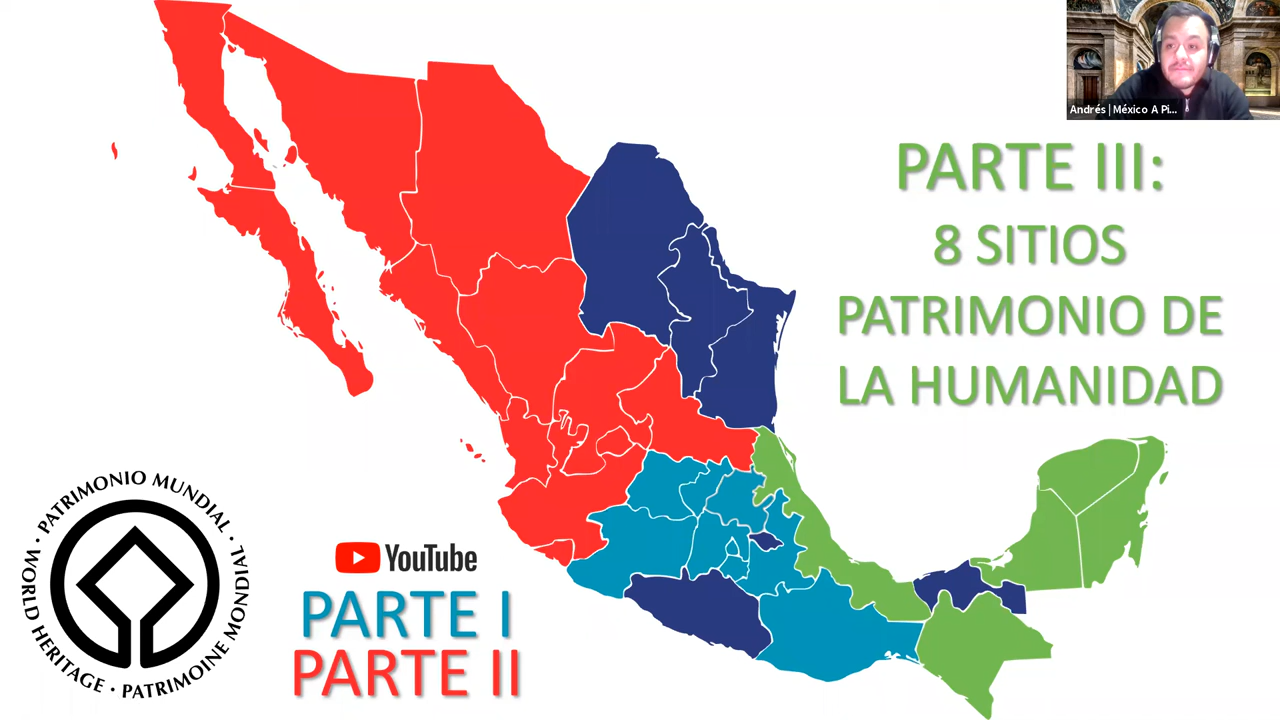 Andrés | México A Pi...
PARTE III:
8 SITIOS
PATRIMONIO DE
LA HUMANIDAD
· PATRIMONIO MUNDIAL · WORLD HERITAGE · PATRIMOINE MONDIAL
YouTube
PARTE I
PARTE II